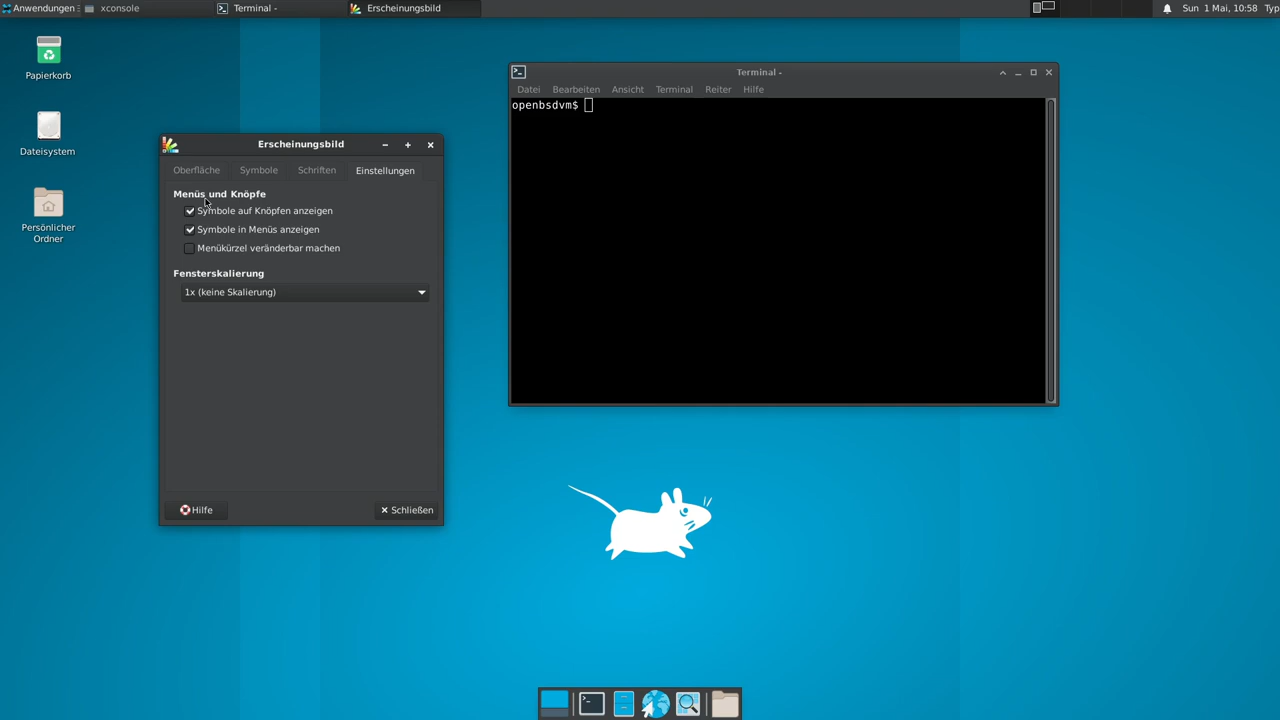 Anwendungen
xconsole
Terminal -
Erscheinungsbild
Sun 1 Mai, 10:58
Typ
Papierkorb
Dateisystem
Persönlicher
Ordner
Erscheinungsbild
Oberfläche Symbole Schriften Einstellungen
Menüs und Knöpfe
Symbole auf Knöpfen anzeigen
Symbole in Menüs anzeigen
Menükürzel veränderbar machen
Fensterskalierung
1x (keine Skalierung)
Hilfe
Schließen
Terminal -
Datei Bearbeiten Ansicht Terminal Reiter Hilfe
openbsdvm$